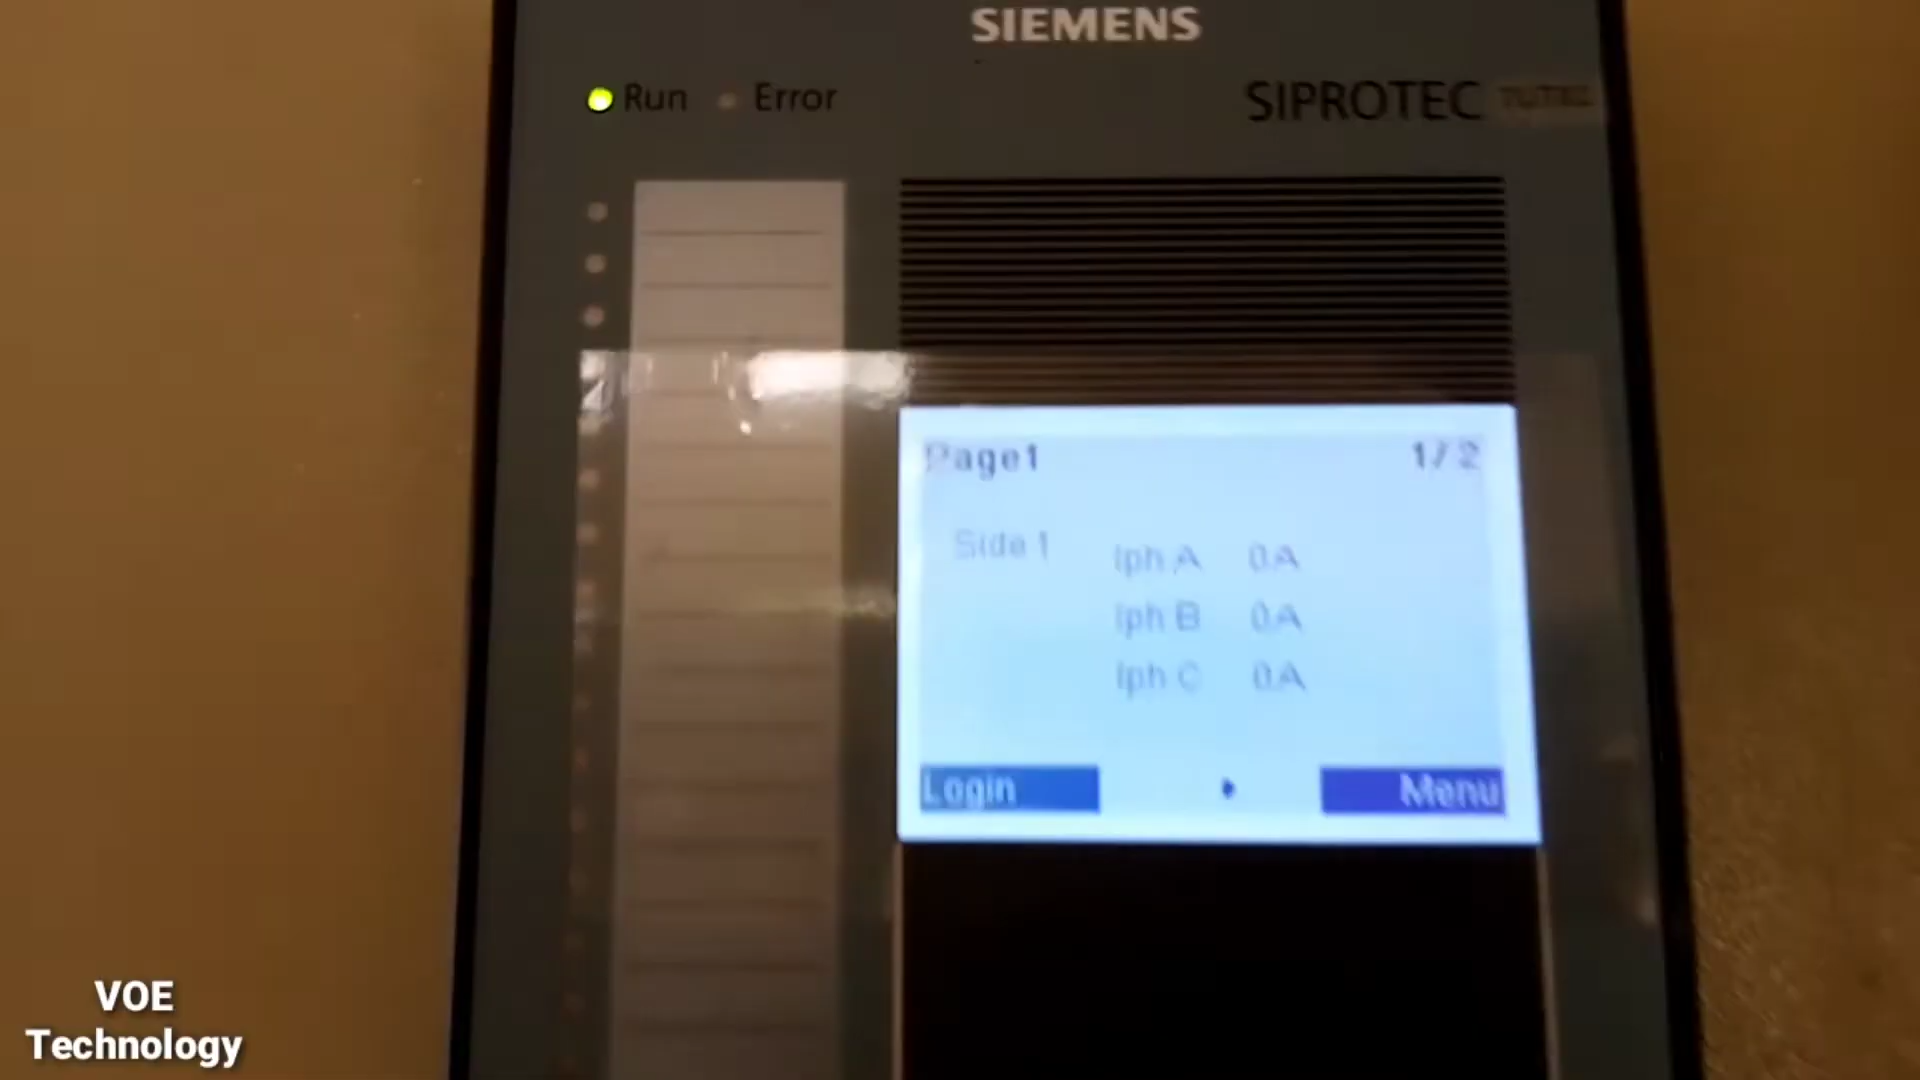 SIEMENS
Run
Error
SIPROTEC
Page1
1/2
Side 1
Iph A 0A
Iph B 0A
Iph C 0A
Login
Menu
VOE
Technology